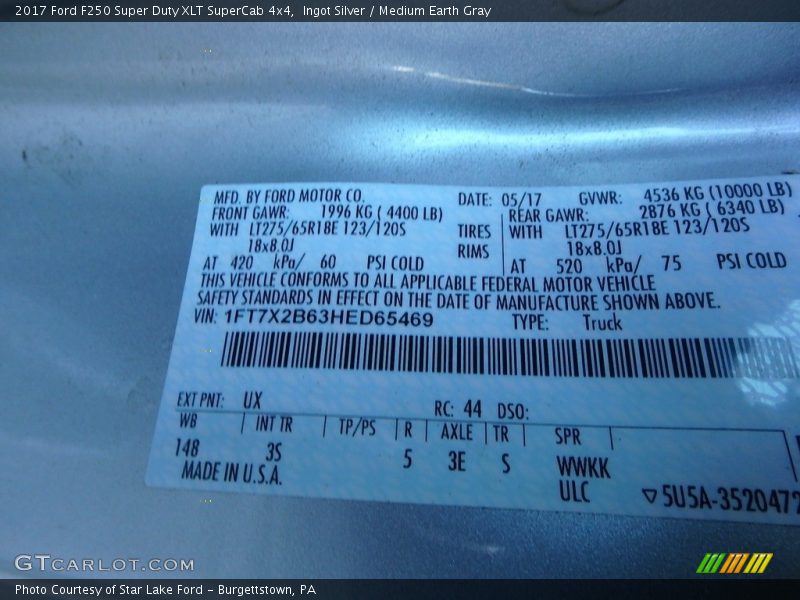 2017 Ford F250 Super Duty XLT SuperCab 4x4, Ingot Silver / Medium Earth Gray
MFD. BY FORD MOTOR CO. DATE: 05/17 GVWR: 4536 KG (10000 LB)
FRONT GAWR: 1996 KG ( 4400 LB) REAR GAWR: 2876 KG ( 6340 LB)
WITH LT275/65R18E 123/120S TIRES WITH LT275/65R18E 123/120S
18x8.0J RIMS 18x8.0J
AT 420 kPa/ 60 PSI COLD AT 520 kPa/ 75 PSI COLD
THIS VEHICLE CONFORMS TO ALL APPLICABLE FEDERAL MOTOR VEHICLE
SAFETY STANDARDS IN EFFECT ON THE DATE OF MANUFACTURE SHOWN ABOVE.
VIN: 1FT7X2B63HED65469 TYPE: Truck
EXT PNT: UX RC: 44 DSO:
WB INT TR TP/PS R AXLE TR SPR
148 3S 5 3E S WWKK
MADE IN U.S.A. ULC ▽5U5A-3520472
GTCARLOT.COM
Photo Courtesy of Star Lake Ford - Burgettstown, PA